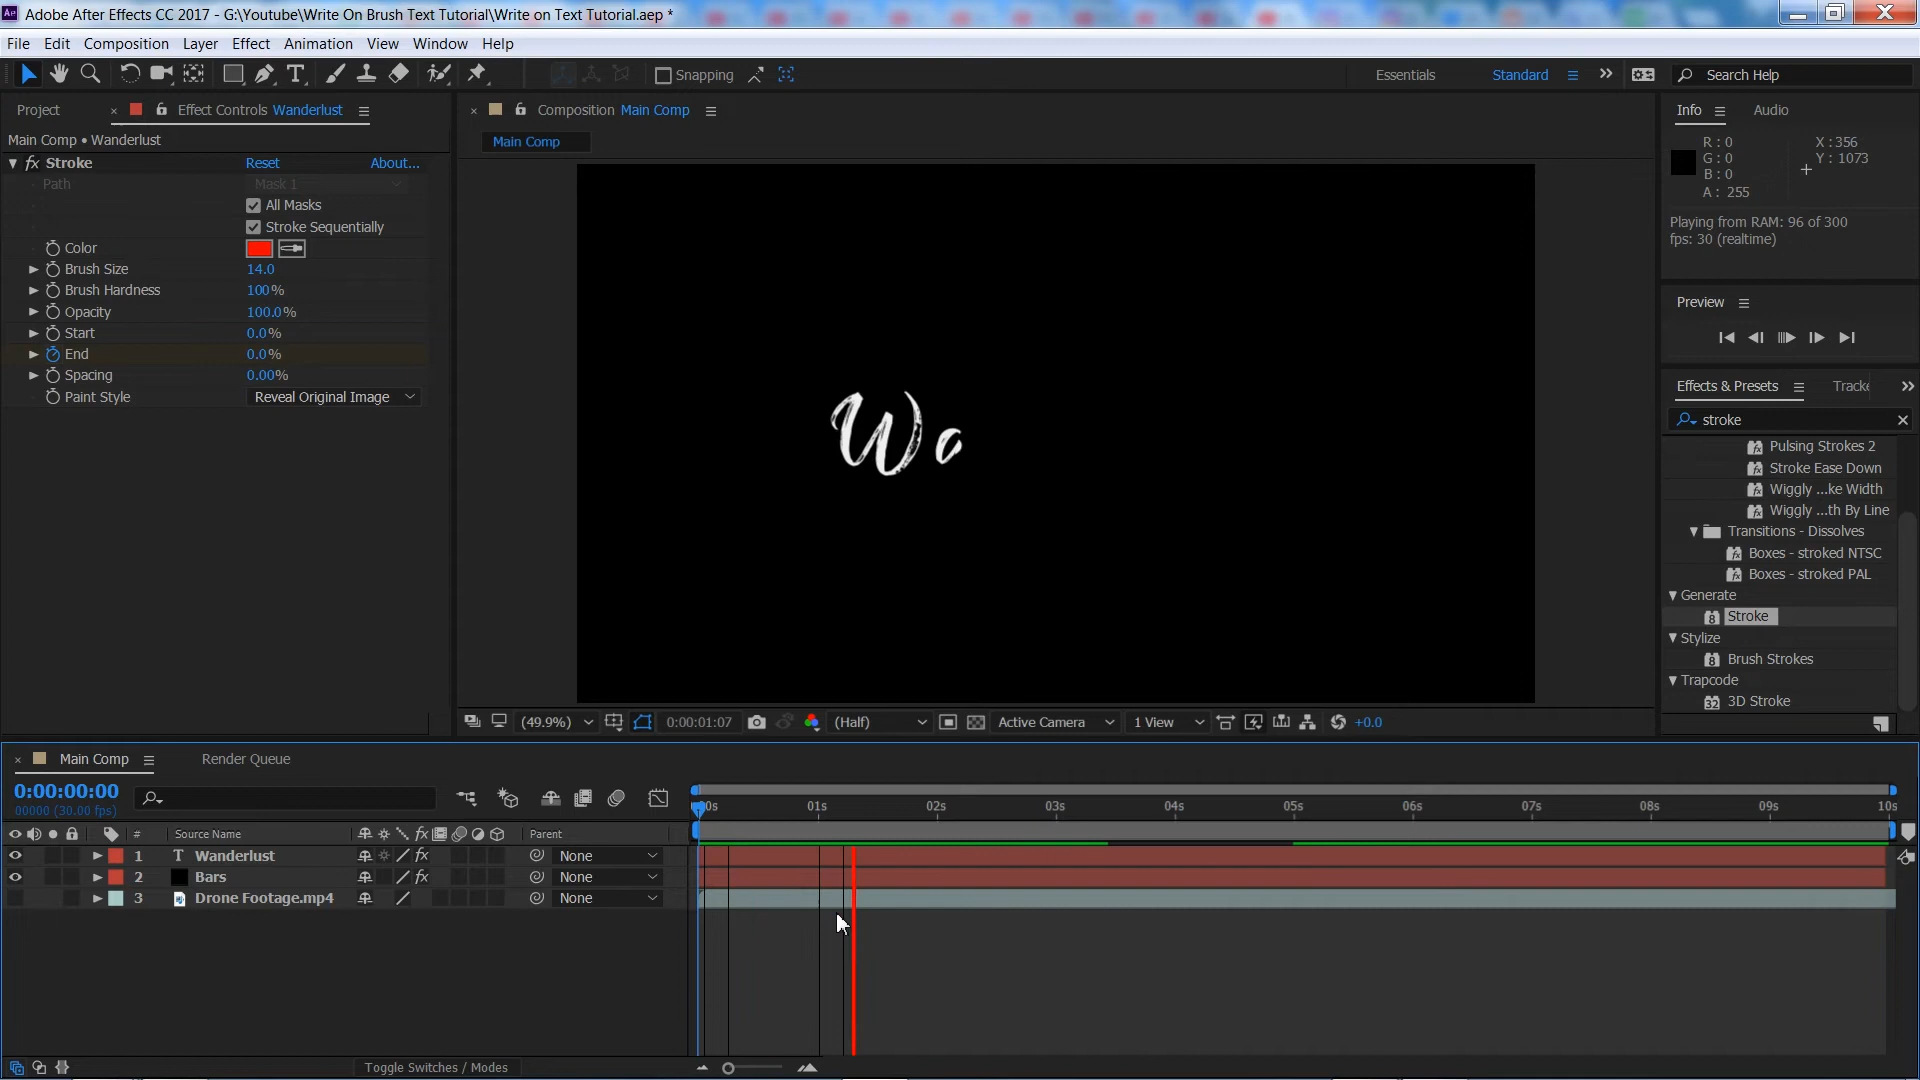 Adobe After Effects CC 2017 - G:\Youtube\Write On Brush Text Tutorial\Write on Text Tutorial.aep *
File Edit Composition Layer Effect Animation View Window Help
Snapping Essentials Standard Search Help
Project Effect Controls Wanderlust
Main Comp • Wanderlust
fx Stroke Reset About...
Path Mask 1
All Masks
Stroke Sequentially
Color
Brush Size 14.0
Brush Hardness 100%
Opacity 100.0%
Start 0.0%
End 0.0%
Spacing 0.00%
Paint Style Reveal Original Image
Composition Main Comp
Main Comp
Wa
(49.9%) 0:00:01:07 (Half) Active Camera 1 View +0.0
Info Audio
R : 0 X : 356
G : 0 Y : 1073
B : 0
A : 255
Playing from RAM: 96 of 300
fps: 30 (realtime)
Preview
Effects & Presets Tracke
stroke
Pulsing Strokes 2
Stroke Ease Down
Wiggly ...ke Width
Wiggly ...th By Line
Transitions - Dissolves
Boxes - stroked NTSC
Boxes - stroked PAL
Generate
Stroke
Stylize
Brush Strokes
Trapcode
3D Stroke
Main Comp Render Queue
0:00:00:00
00000 (30.00 fps)
00s 01s 02s 03s 04s 05s 06s 07s 08s 09s 10s
# Source Name fx Parent
1 T Wanderlust fx None
2 Bars fx None
3 Drone Footage.mp4 None
Toggle Switches / Modes